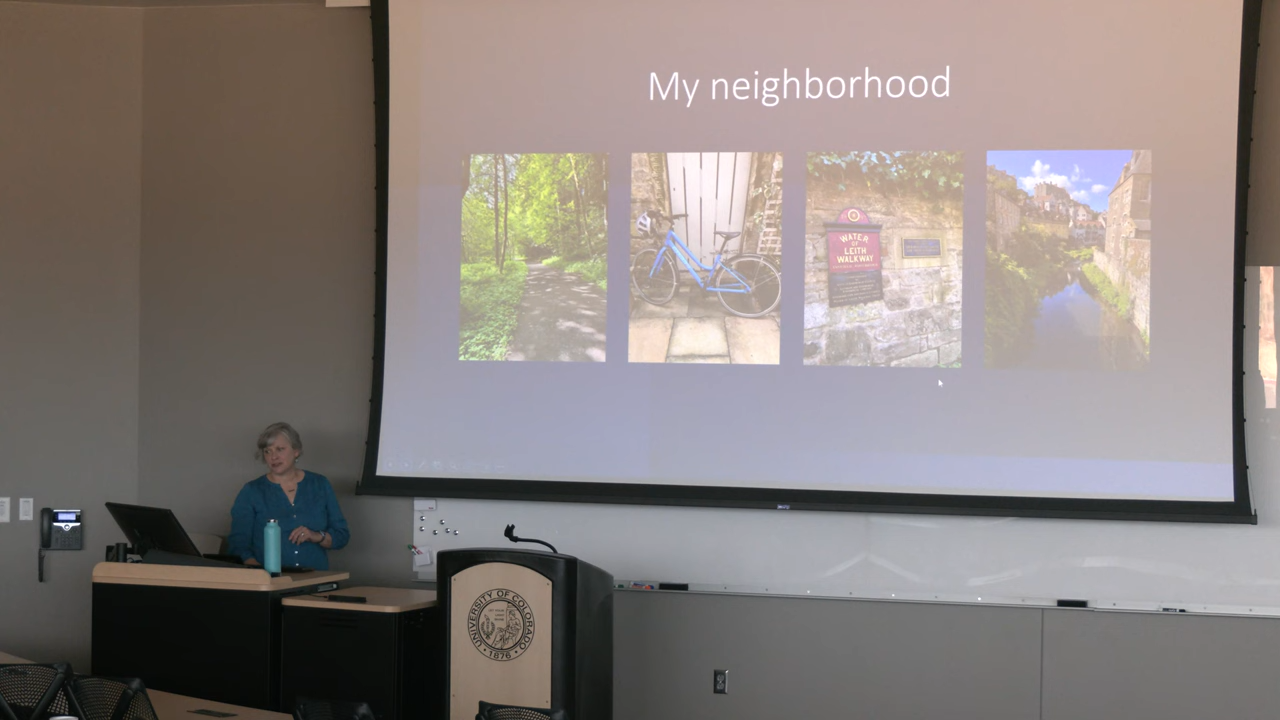 My neighborhood
WATER
OF
LEITH
WALKWAY
UNIVERSITY OF COLORADO
1876